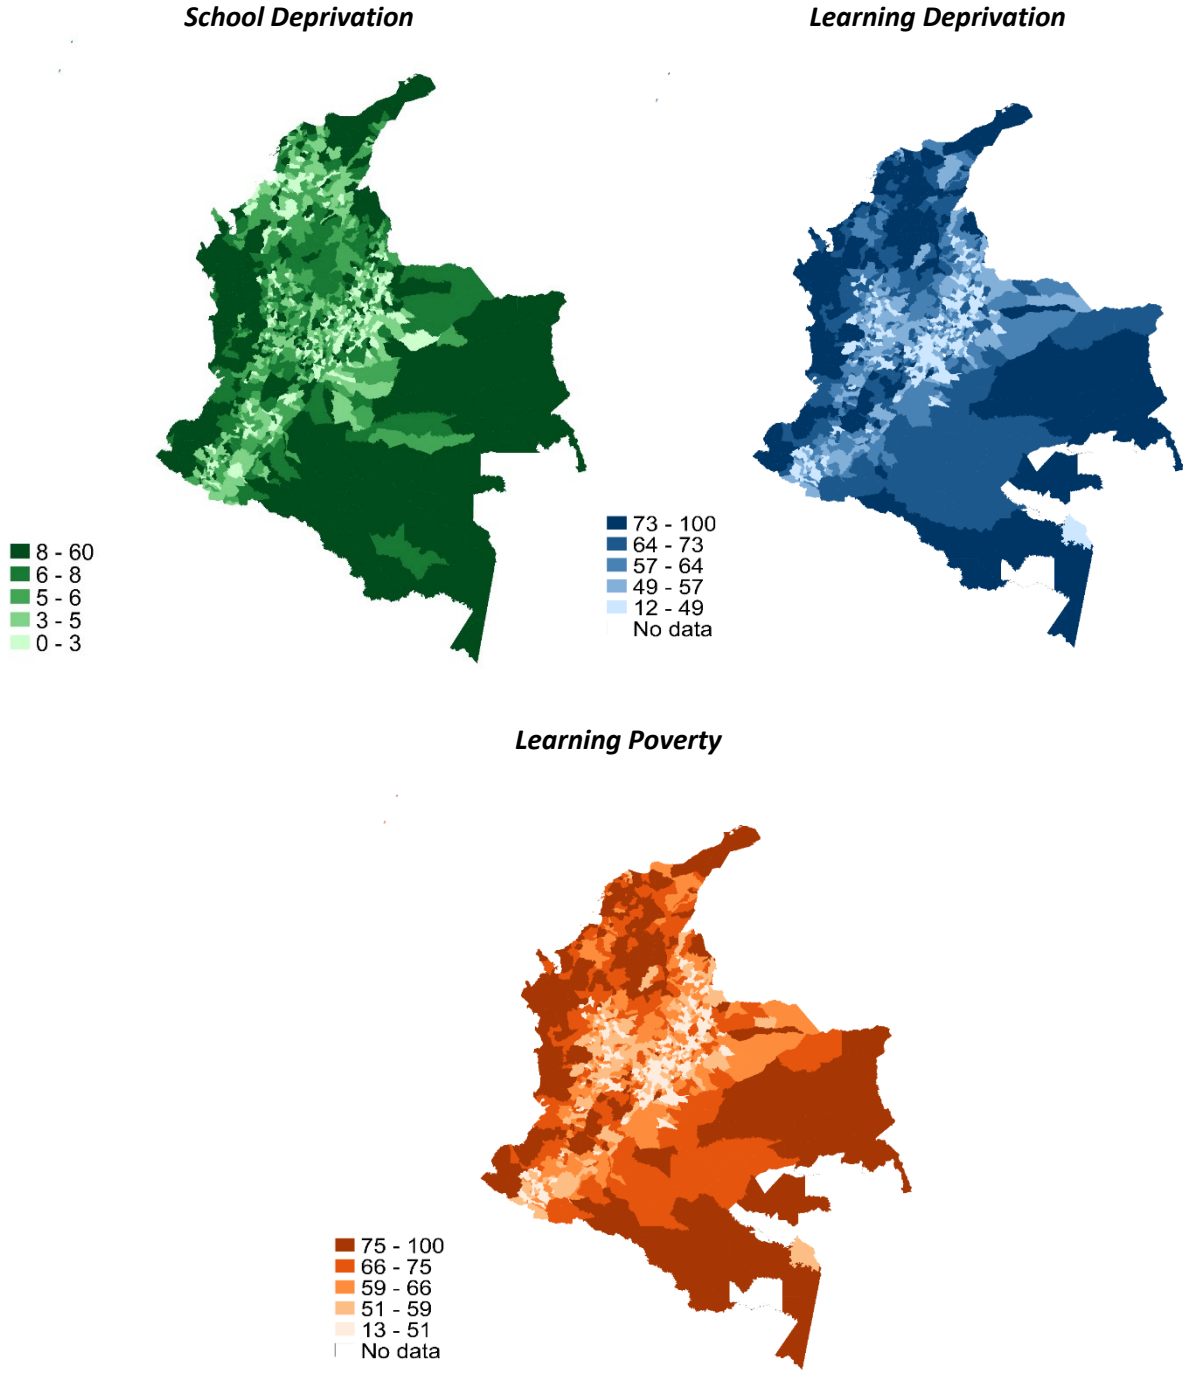 School Deprivation
Learning Deprivation
8 - 60
6 - 8
5 - 6
3 - 5
0 - 3
73 - 100
64 - 73
57 - 64
49 - 57
12 - 49
No data
Learning Poverty
75 - 100
66 - 75
59 - 66
51 - 59
13 - 51
No data